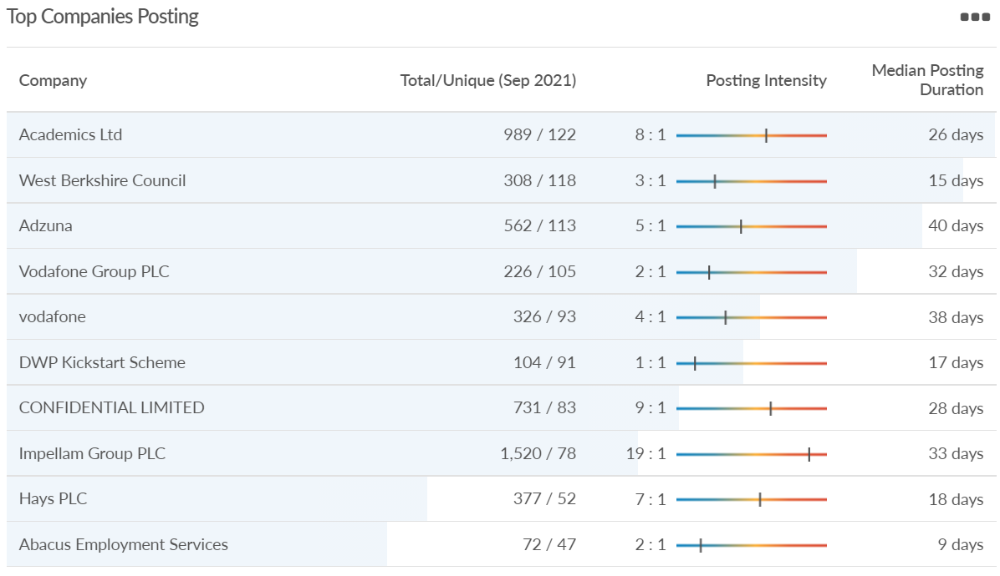 Top Companies Posting
Company Total/Unique (Sep 2021) Posting Intensity Median Posting
Duration
Academics Ltd 989 / 122 8 : 1 26 days
West Berkshire Council 308 / 118 3 : 1 15 days
Adzuna 562 / 113 5 : 1 40 days
Vodafone Group PLC 226 / 105 2 : 1 32 days
vodafone 326 / 93 4 : 1 38 days
DWP Kickstart Scheme 104 / 91 1 : 1 17 days
CONFIDENTIAL LIMITED 731 / 83 9 : 1 28 days
Impellam Group PLC 1,520 / 78 19 : 1 33 days
Hays PLC 377 / 52 7 : 1 18 days
Abacus Employment Services 72 / 47 2 : 1 9 days